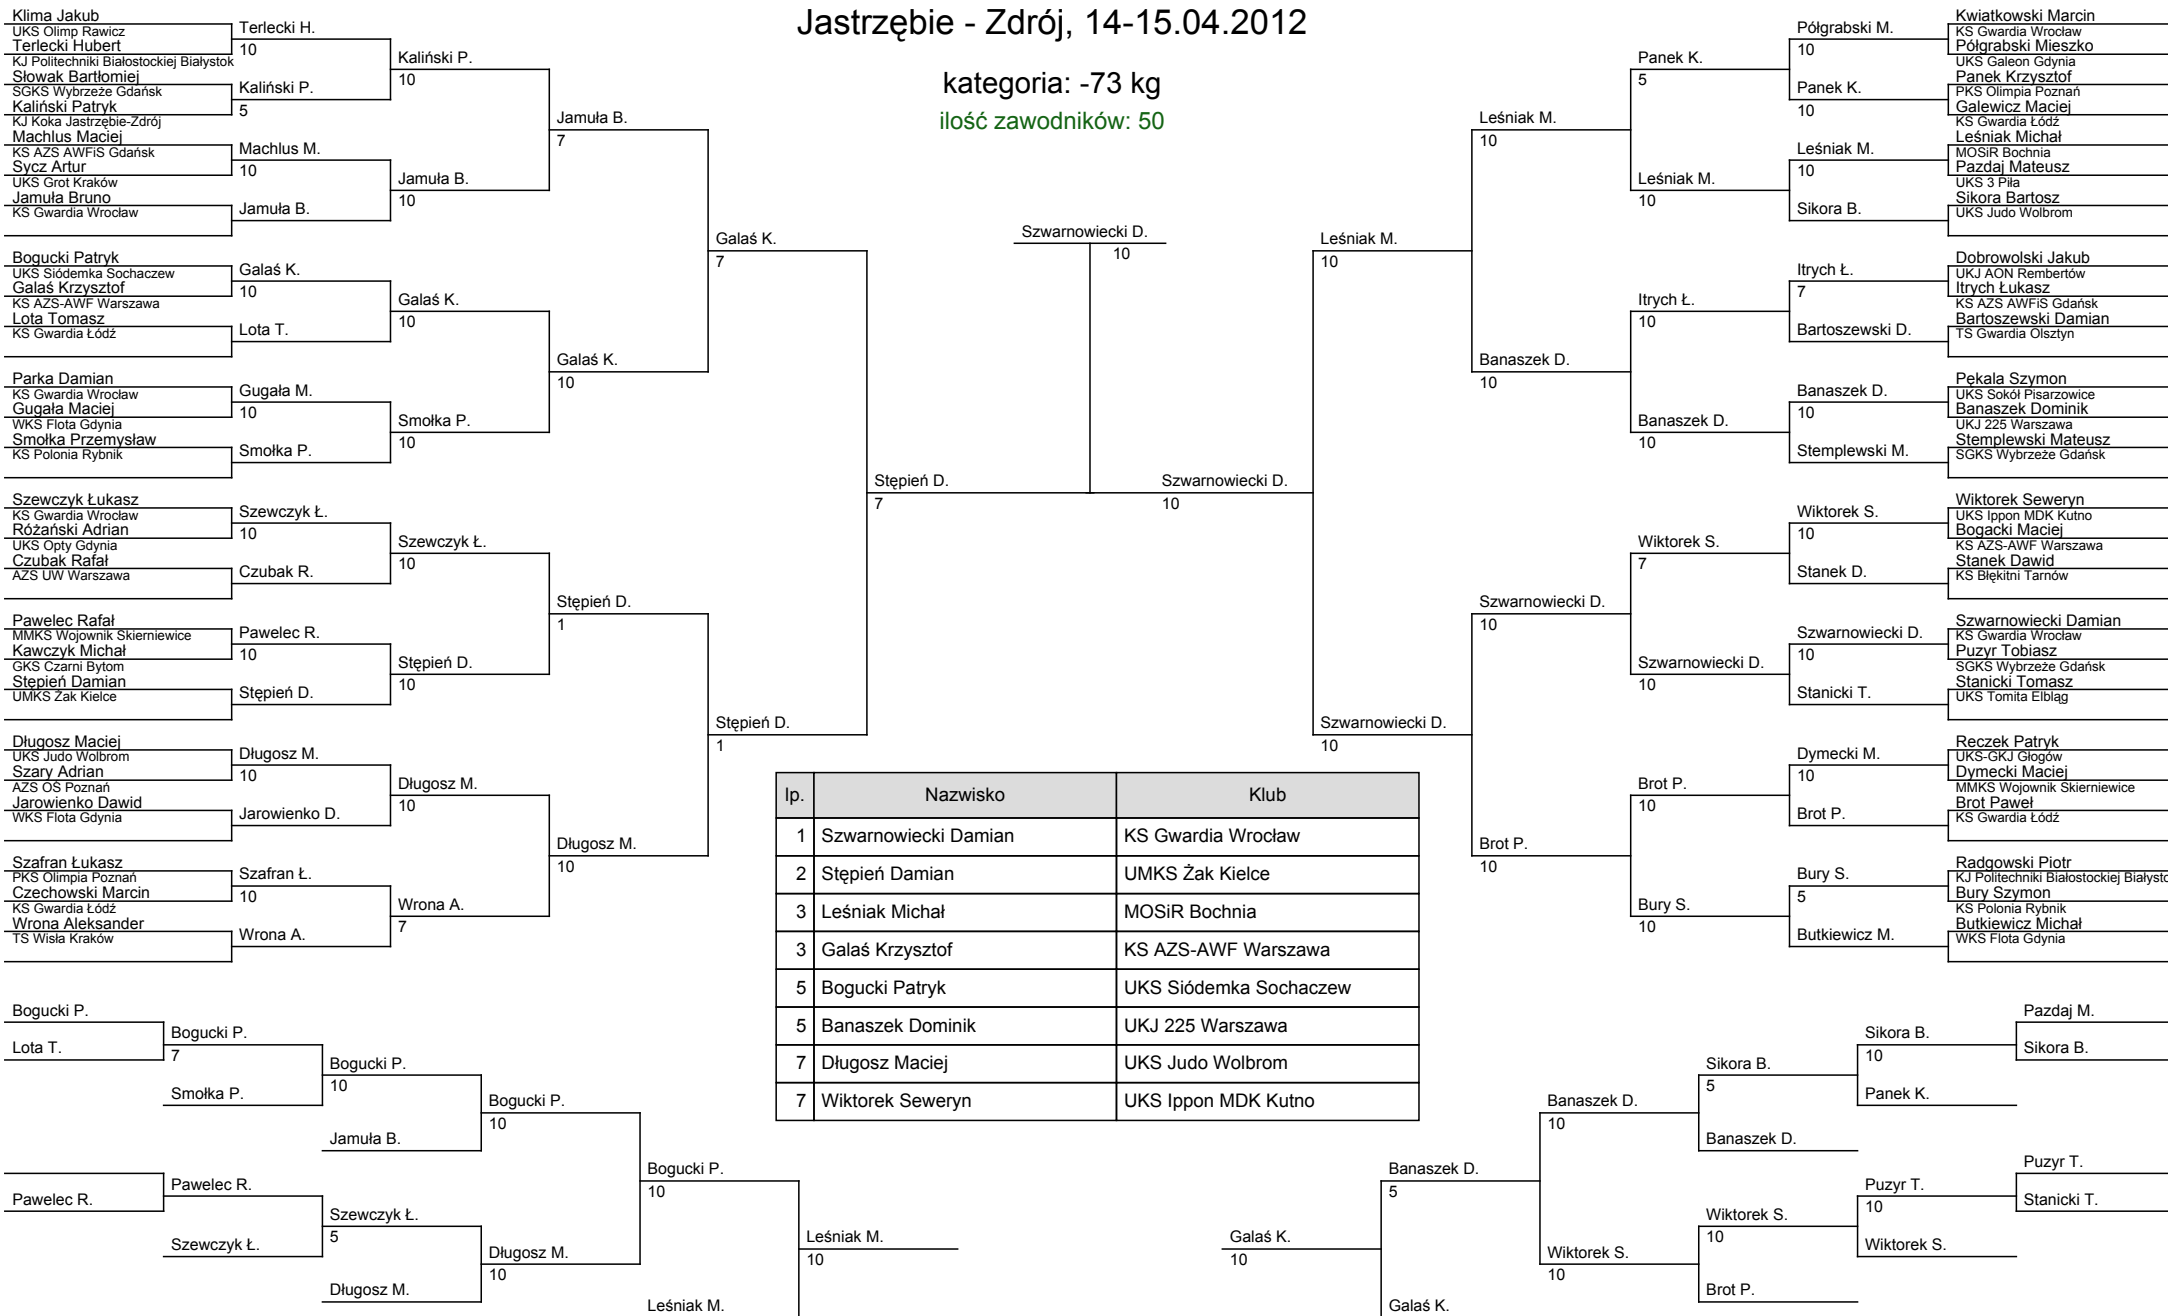 Jastrzębie - Zdrój, 14-15.04.2012
kategoria: -73 kg
ilość zawodników: 50
Klima Jakub
UKS Olimp Rawicz
Terlecki Hubert
KJ Politechniki Białostockiej Białystok
Słowak Bartłomiej
SGKS Wybrzeże Gdańsk
Kaliński Patryk
KJ Koka Jastrzębie-Zdrój
Machlus Maciej
KS AZS AWFiS Gdańsk
Sycz Artur
UKS Grot Kraków
Jamuła Bruno
KS Gwardia Wrocław
Bogucki Patryk
UKS Siódemka Sochaczew
Galaś Krzysztof
KS AZS-AWF Warszawa
Lota Tomasz
KS Gwardia Łódź
Parka Damian
KS Gwardia Wrocław
Gugała Maciej
WKS Flota Gdynia
Smołka Przemysław
KS Polonia Rybnik
Szewczyk Łukasz
KS Gwardia Wrocław
Różański Adrian
UKS Opty Gdynia
Czubak Rafał
AZS UW Warszawa
Pawelec Rafał
MMKS Wojownik Skierniewice
Kawczyk Michał
GKS Czarni Bytom
Stępień Damian
UMKS Żak Kielce
Długosz Maciej
UKS Judo Wolbrom
Szary Adrian
AZS OŚ Poznań
Jarowienko Dawid
WKS Flota Gdynia
Szafran Łukasz
PKS Olimpia Poznań
Czechowski Marcin
KS Gwardia Łódź
Wrona Aleksander
TS Wisła Kraków
Terlecki H.
10
Kaliński P.
5
Machlus M.
10
Jamuła B.
Galaś K.
10
Lota T.
Gugała M.
10
Smołka P.
Szewczyk Ł.
10
Czubak R.
Pawelec R.
10
Stępień D.
Długosz M.
10
Jarowienko D.
Szafran Ł.
10
Wrona A.
Kaliński P.
10
Jamuła B.
10
Galaś K.
10
Smołka P.
10
Szewczyk Ł.
10
Stępień D.
10
Długosz M.
10
Wrona A.
7
Jamuła B.
7
Galaś K.
10
Stępień D.
1
Długosz M.
10
Galaś K.
7
Stępień D.
1
Stępień D.
7
Szwarnowiecki D.
10
Szwarnowiecki D.
10
Leśniak M.
10
Szwarnowiecki D.
10
Leśniak M.
10
Banaszek D.
10
Szwarnowiecki D.
10
Brot P.
10
Panek K.
5
Leśniak M.
10
Itrych Ł.
10
Banaszek D.
10
Wiktorek S.
7
Szwarnowiecki D.
10
Brot P.
10
Bury S.
10
Półgrabski M.
10
Panek K.
10
Leśniak M.
10
Sikora B.
Itrych Ł.
7
Bartoszewski D.
Banaszek D.
10
Stemplewski M.
Wiktorek S.
10
Stanek D.
Szwarnowiecki D.
10
Stanicki T.
Dymecki M.
10
Brot P.
Bury S.
5
Butkiewicz M.
Kwiatkowski Marcin
KS Gwardia Wrocław
Półgrabski Mieszko
UKS Galeon Gdynia
Panek Krzysztof
PKS Olimpia Poznań
Galewicz Maciej
KS Gwardia Łódź
Leśniak Michał
MOSiR Bochnia
Pazdaj Mateusz
UKS 3 Piła
Sikora Bartosz
UKS Judo Wolbrom
Dobrowolski Jakub
UKJ AON Rembertów
Itrych Łukasz
KS AZS AWFiS Gdańsk
Bartoszewski Damian
TS Gwardia Olsztyn
Pękala Szymon
UKS Sokół Pisarzowice
Banaszek Dominik
UKJ 225 Warszawa
Stemplewski Mateusz
SGKS Wybrzeże Gdańsk
Wiktorek Seweryn
UKS Ippon MDK Kutno
Bogacki Maciej
KS AZS-AWF Warszawa
Stanek Dawid
KS Błękitni Tarnów
Szwarnowiecki Damian
KS Gwardia Wrocław
Puzyr Tobiasz
SGKS Wybrzeże Gdańsk
Stanicki Tomasz
UKS Tomita Elbląg
Reczek Patryk
UKS-GKJ Głogów
Dymecki Maciej
MMKS Wojownik Skierniewice
Brot Paweł
KS Gwardia Łódź
Radgowski Piotr
KJ Politechniki Białostockiej Białysto
Bury Szymon
KS Polonia Rybnik
Butkiewicz Michał
WKS Flota Gdynia
lp. Nazwisko Klub
1 Szwarnowiecki Damian KS Gwardia Wrocław
2 Stępień Damian UMKS Żak Kielce
3 Leśniak Michał MOSiR Bochnia
3 Galaś Krzysztof KS AZS-AWF Warszawa
5 Bogucki Patryk UKS Siódemka Sochaczew
5 Banaszek Dominik UKJ 225 Warszawa
7 Długosz Maciej UKS Judo Wolbrom
7 Wiktorek Seweryn UKS Ippon MDK Kutno
Bogucki P.
Lota T.
Pawelec R.
Bogucki P.
7
Smołka P.
Pawelec R.
Szewczyk Ł.
Bogucki P.
10
Jamuła B.
Szewczyk Ł.
5
Długosz M.
Bogucki P.
10
Długosz M.
10
Bogucki P.
10
Leśniak M.
Leśniak M.
10
Galaś K.
10
Banaszek D.
5
Galaś K.
Banaszek D.
10
Wiktorek S.
10
Sikora B.
5
Banaszek D.
Wiktorek S.
10
Brot P.
Sikora B.
10
Panek K.
Puzyr T.
10
Wiktorek S.
Pazdaj M.
Sikora B.
Puzyr T.
Stanicki T.